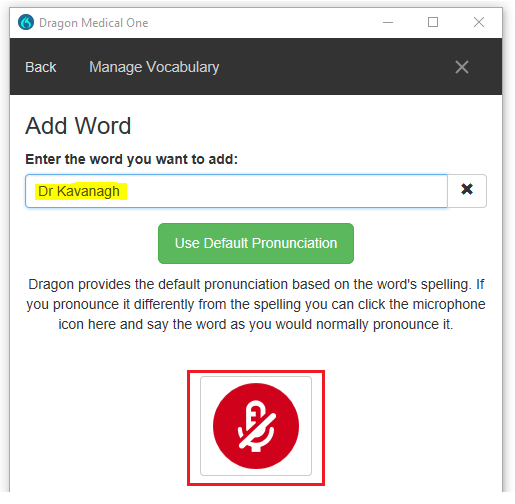 Dragon Medical One
Back Manage Vocabulary
Add Word
Enter the word you want to add:
Dr Kavanagh
Use Default Pronunciation
Dragon provides the default pronunciation based on the word's spelling. If
you pronounce it differently from the spelling you can click the microphone
icon here and say the word as you would normally pronounce it.